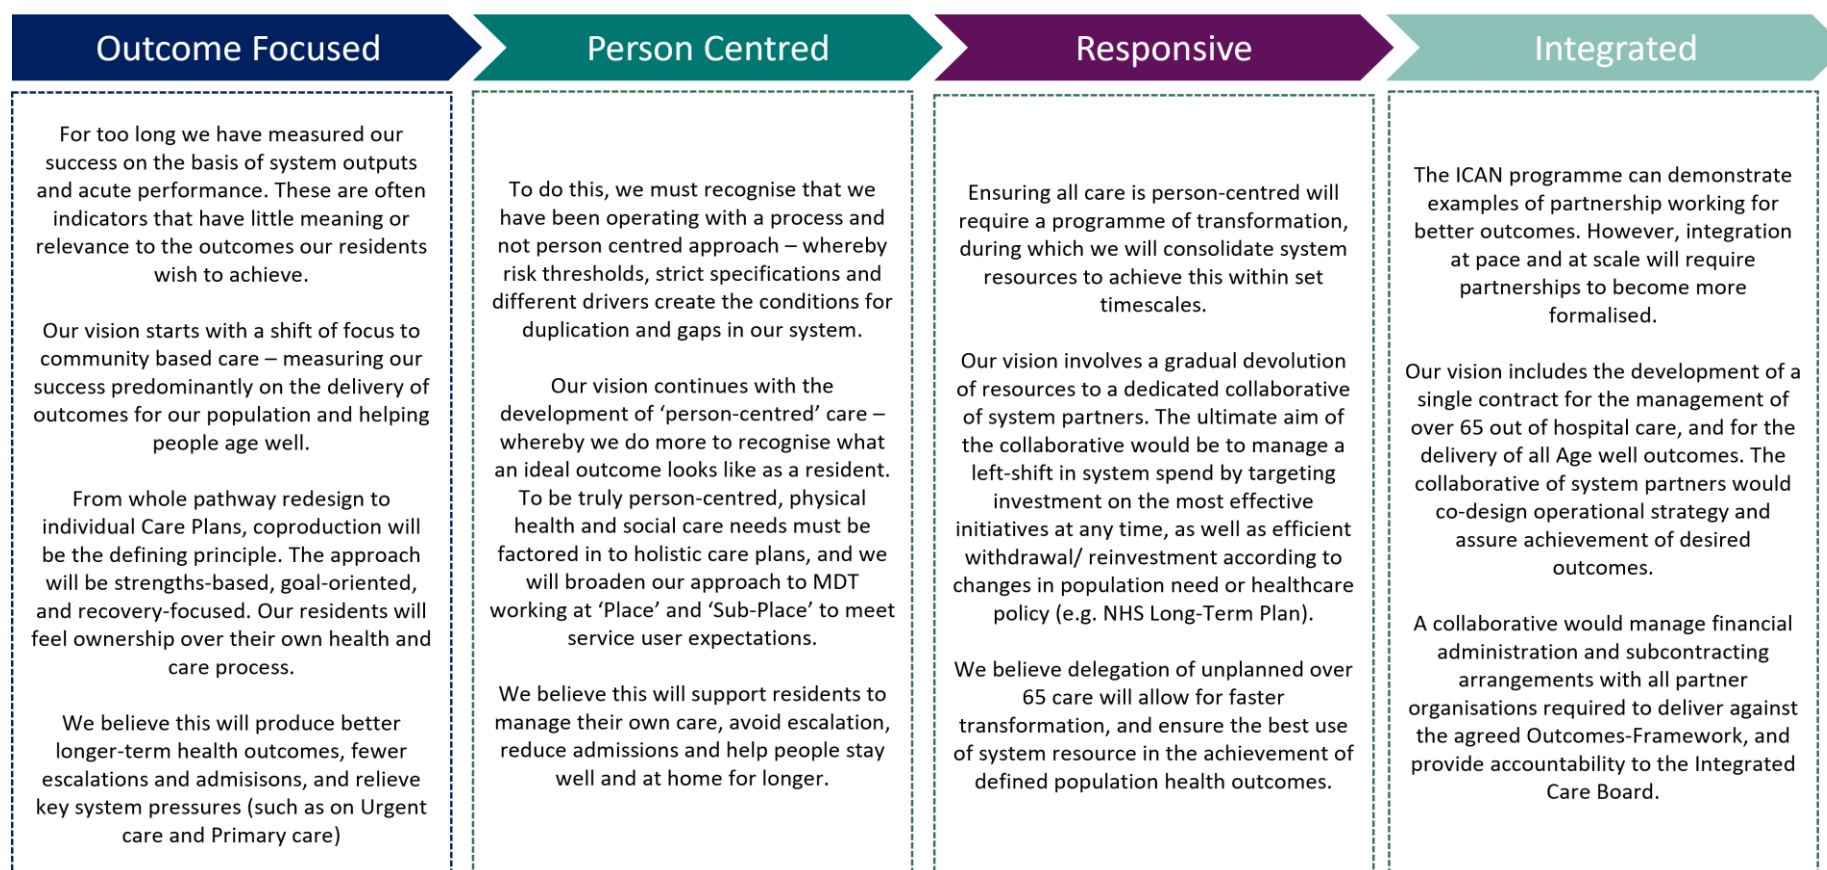 Outcome Focused
For too long we have measured our
success on the basis of system outputs
and acute performance. These are often
indicators that have little meaning or
relevance to the outcomes our residents
wish to achieve.
Our vision starts with a shift of focus to
community based care – measuring our
success predominantly on the delivery of
outcomes for our population and helping
people age well.
From whole pathway redesign to
individual Care Plans, coproduction will
be the defining principle. The approach
will be strengths-based, goal-oriented,
and recovery-focused. Our residents will
feel ownership over their own health and
care process.
We believe this will produce better
longer-term health outcomes, fewer
escalations and admisisons, and relieve
key system pressures (such as on Urgent
care and Primary care)
Person Centred
To do this, we must recognise that we
have been operating with a process and
not person centred approach – whereby
risk thresholds, strict specifications and
different drivers create the conditions for
duplication and gaps in our system.
Our vision continues with the
development of ‘person-centred’ care –
whereby we do more to recognise what
an ideal outcome looks like as a resident.
To be truly person-centred, physical
health and social care needs must be
factored in to holistic care plans, and we
will broaden our approach to MDT
working at ‘Place’ and ‘Sub-Place’ to meet
service user expectations.
We believe this will support residents to
manage their own care, avoid escalation,
reduce admissions and help people stay
well and at home for longer.
Responsive
Ensuring all care is person-centred will
require a programme of transformation,
during which we will consolidate system
resources to achieve this within set
timescales.
Our vision involves a gradual devolution
of resources to a dedicated collaborative
of system partners. The ultimate aim of
the collaborative would be to manage a
left-shift in system spend by targeting
investment on the most effective
initiatives at any time, as well as efficient
withdrawal/ reinvestment according to
changes in population need or healthcare
policy (e.g. NHS Long-Term Plan).
We believe delegation of unplanned over
65 care will allow for faster
transformation, and ensure the best use
of system resource in the achievement of
defined population health outcomes.
Integrated
The ICAN programme can demonstrate
examples of partnership working for
better outcomes. However, integration
at pace and at scale will require
partnerships to become more
formalised.
Our vision includes the development of a
single contract for the management of
over 65 out of hospital care, and for the
delivery of all Age well outcomes. The
collaborative of system partners would
co-design operational strategy and
assure achievement of desired
outcomes.
A collaborative would manage financial
administration and subcontracting
arrangements with all partner
organisations required to deliver against
the agreed Outcomes-Framework, and
provide accountability to the Integrated
Care Board.